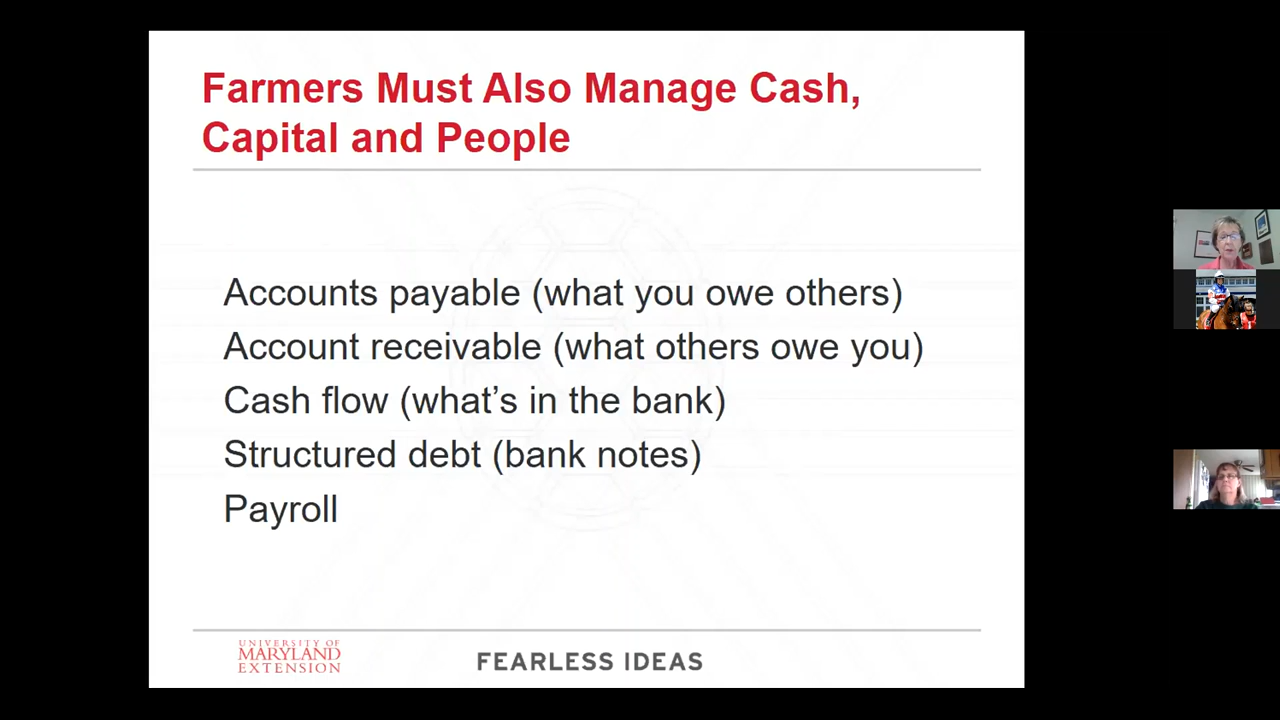 Farmers Must Also Manage Cash,
Capital and People
Accounts payable (what you owe others)
Account receivable (what others owe you)
Cash flow (what’s in the bank)
Structured debt (bank notes)
Payroll
UNIVERSITY OF
MARYLAND
EXTENSION
FEARLESS IDEAS